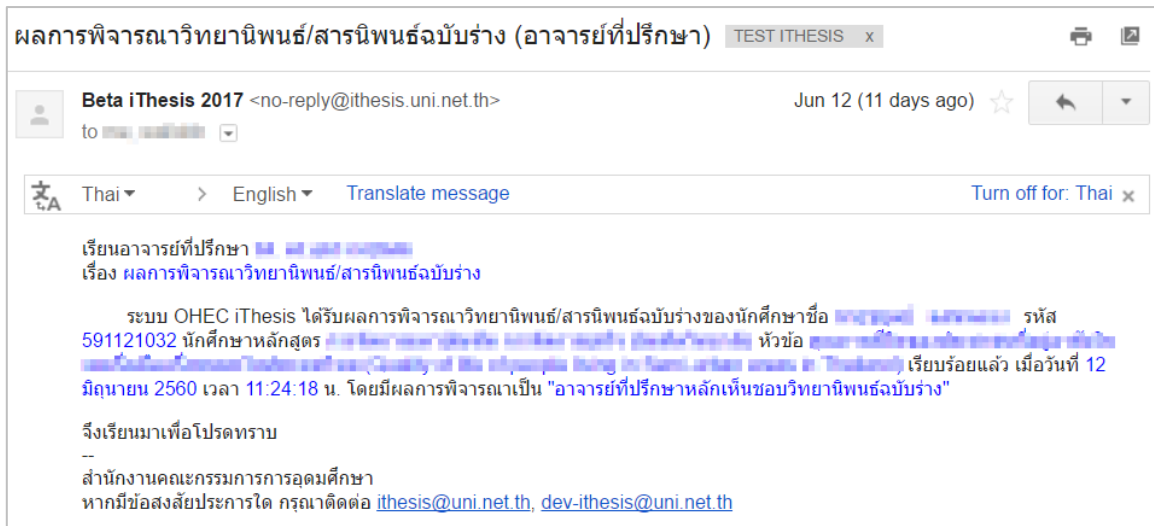 ผลการพิจารณาวิทยานิพนธ์/สารนิพนธ์ฉบับร่าง (อาจารย์ที่ปรึกษา) TEST ITHESIS x
Beta iThesis 2017 <no-reply@ithesis.uni.net.th> Jun 12 (11 days ago)
to
Thai > English Translate message Turn off for: Thai x
เรียนอาจารย์ที่ปรึกษา
เรื่อง ผลการพิจารณาวิทยานิพนธ์/สารนิพนธ์ฉบับร่าง
ระบบ OHEC iThesis ได้รับผลการพิจารณาวิทยานิพนธ์/สารนิพนธ์ฉบับร่างของนักศึกษาชื่อ รหัส
591121032 นักศึกษาหลักสูตร หัวข้อ
เรียบร้อยแล้ว เมื่อวันที่ 12
มิถุนายน 2560 เวลา 11:24:18 น. โดยมีผลการพิจารณาเป็น "อาจารย์ที่ปรึกษาหลักเห็นชอบวิทยานิพนธ์ฉบับร่าง"
จึงเรียนมาเพื่อโปรดทราบ
--
สำนักงานคณะกรรมการการอุดมศึกษา
หากมีข้อสงสัยประการใด กรุณาติดต่อ ithesis@uni.net.th, dev-ithesis@uni.net.th